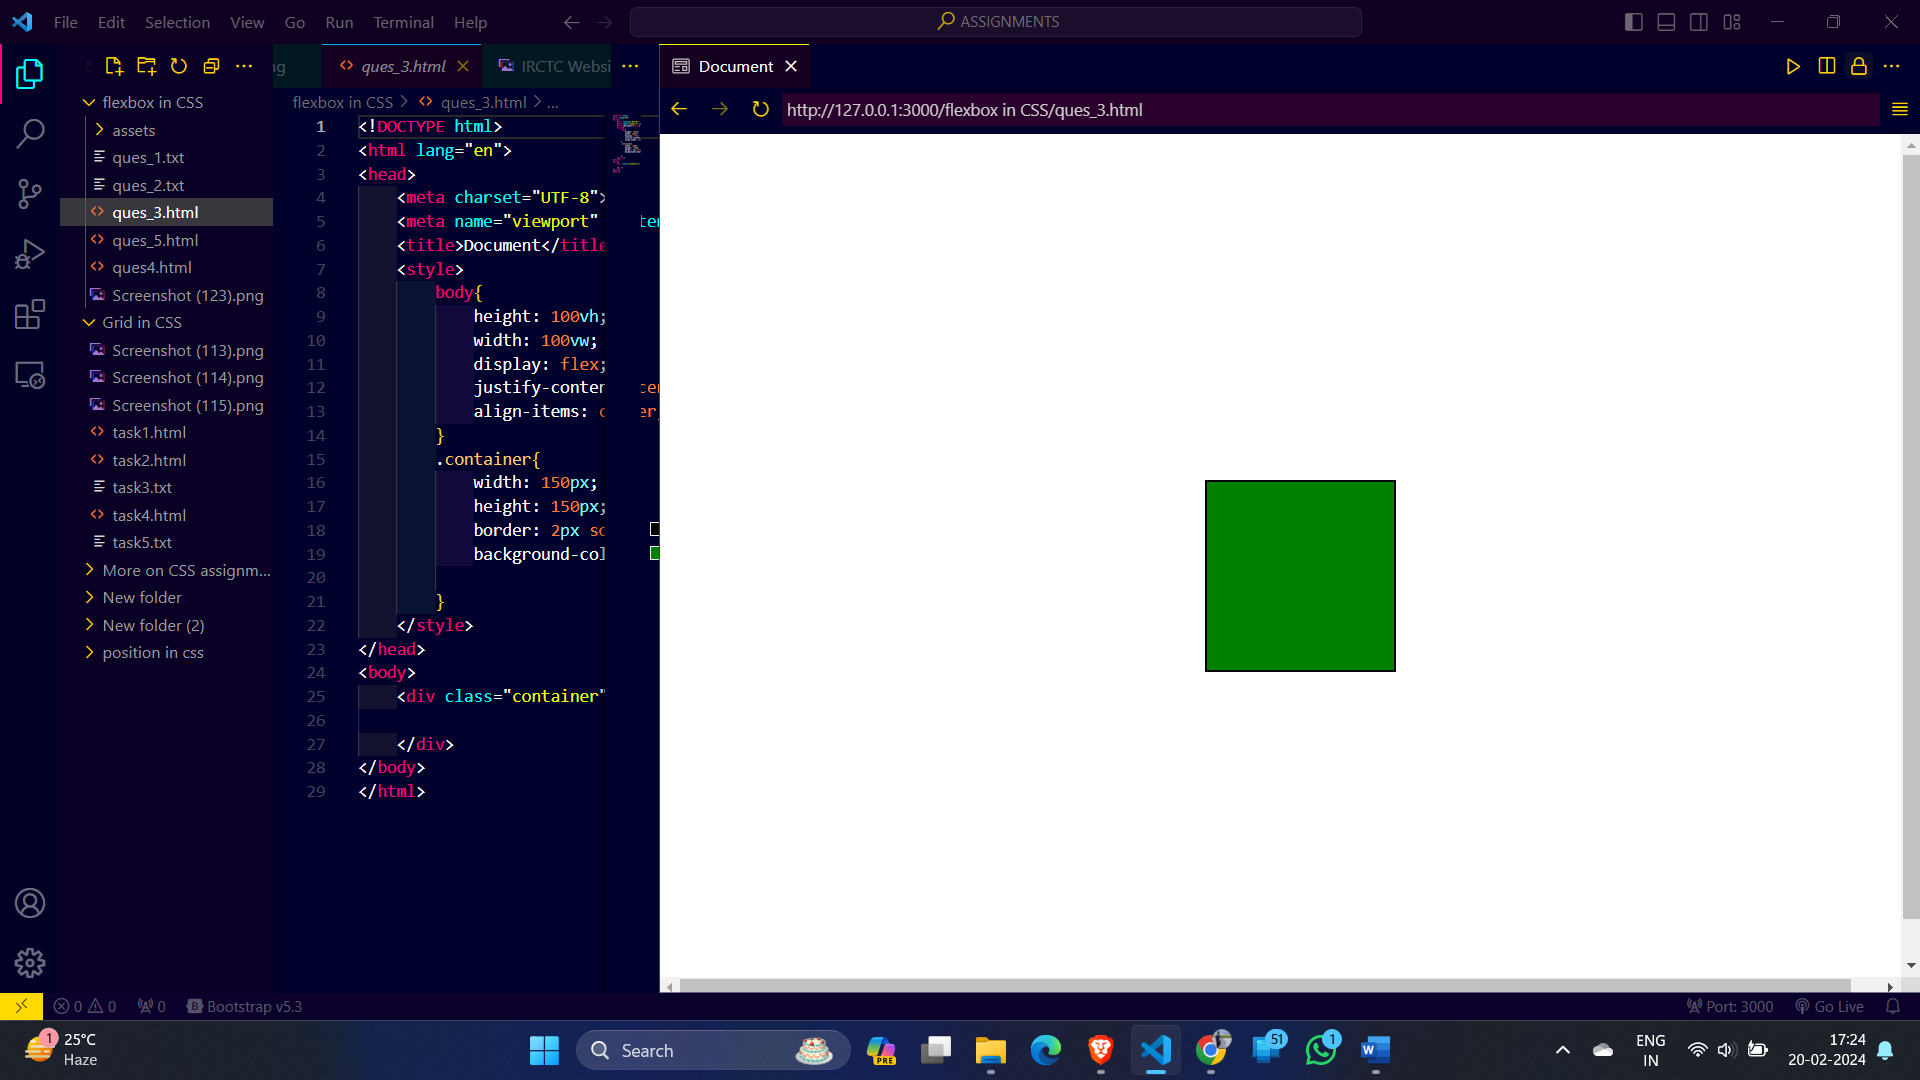 File Edit Selection View Go Run Terminal Help
ASSIGNMENTS
flexbox in CSS
assets
ques_1.txt
ques_2.txt
ques_3.html
ques_5.html
ques4.html
Screenshot (123).png
Grid in CSS
Screenshot (113).png
Screenshot (114).png
Screenshot (115).png
task1.html
task2.html
task3.txt
task4.html
task5.txt
More on CSS assignm...
New folder
New folder (2)
position in css
ng
ques_3.html
IRCTC Websi
flexbox in CSS > ques_3.html > ...
1 <!DOCTYPE html>
2 <html lang="en">
3 <head>
4 <meta charset="UTF-8">
5 <meta name="viewport" ten
6 <title>Document</title
7 <style>
8 body{
9 height: 100vh;
10 width: 100vw;
11 display: flex;
12 justify-conten cen
13 align-items: c er
14 }
15 .container{
16 width: 150px;
17 height: 150px;
18 border: 2px so
19 background-col
20
21 }
22 </style>
23 </head>
24 <body>
25 <div class="container"
26
27 </div>
28 </body>
29 </html>
Document
http://127.0.0.1:3000/flexbox in CSS/ques_3.html
0 0 0 Bootstrap v5.3
Port: 3000 Go Live
1
25°C
Haze
Search
PRE
51
1
ENG
IN
17:24
20-02-2024